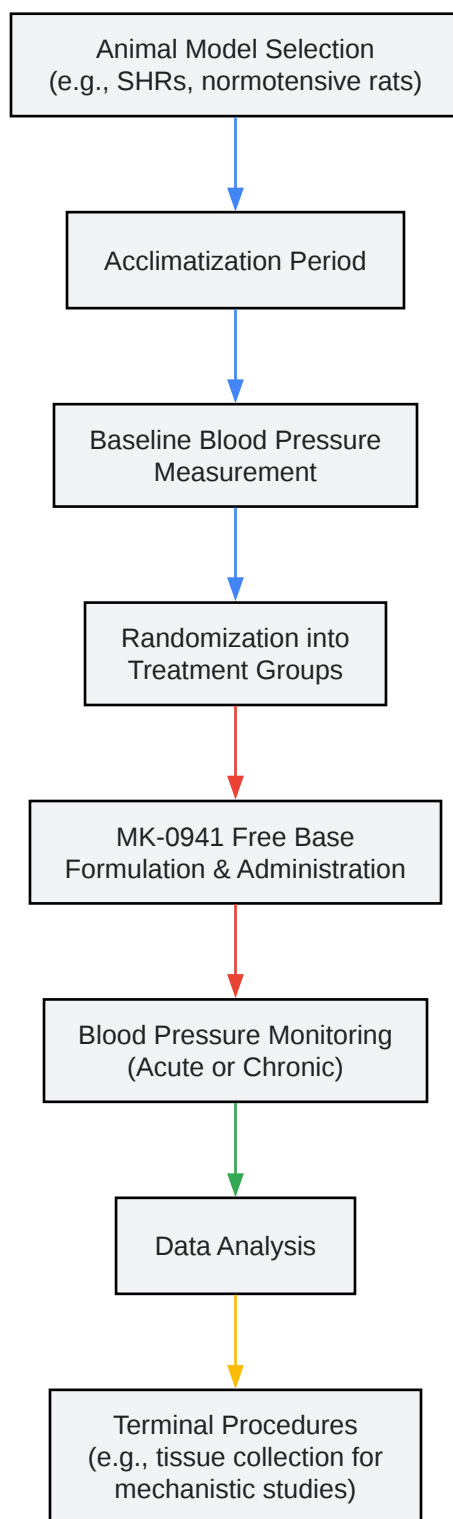 Animal Model Selection
(e.g., SHRs, normotensive rats)
Acclimatization Period
Baseline Blood Pressure
Measurement
Randomization into
Treatment Groups
MK-0941 Free Base
Formulation & Administration
Blood Pressure Monitoring
(Acute or Chronic)
Data Analysis
Terminal Procedures
(e.g., tissue collection for
mechanistic studies)